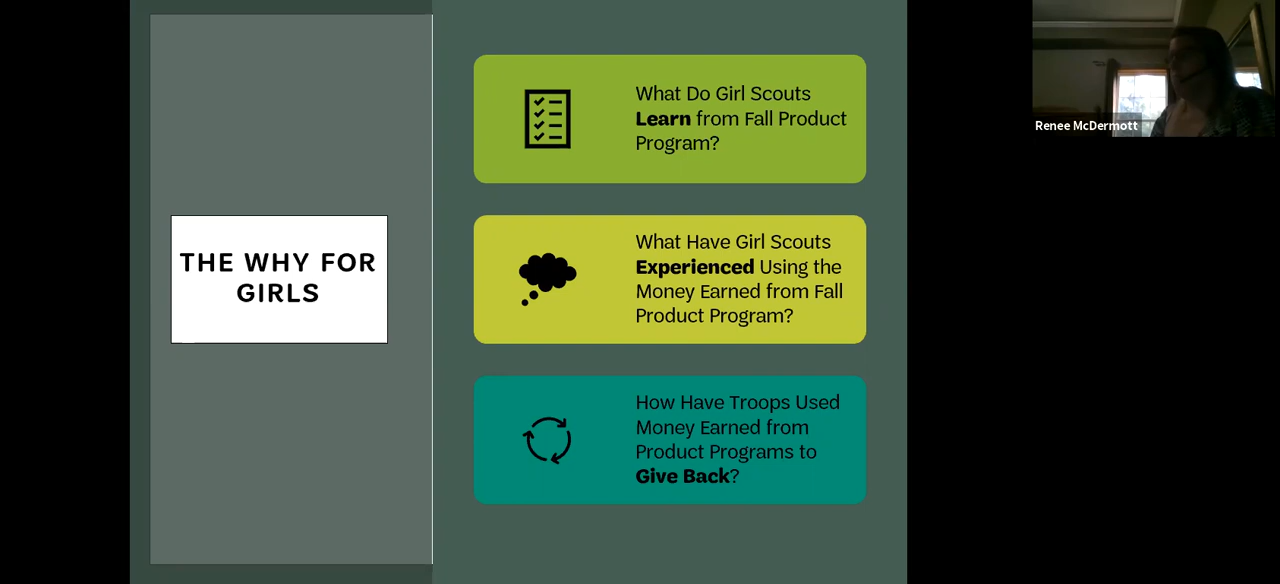 THE WHY FOR
GIRLS
What Do Girl Scouts
Learn from Fall Product
Program?
What Have Girl Scouts
Experienced Using the
Money Earned from Fall
Product Program?
How Have Troops Used
Money Earned from
Product Programs to
Give Back?
Renee McDermott